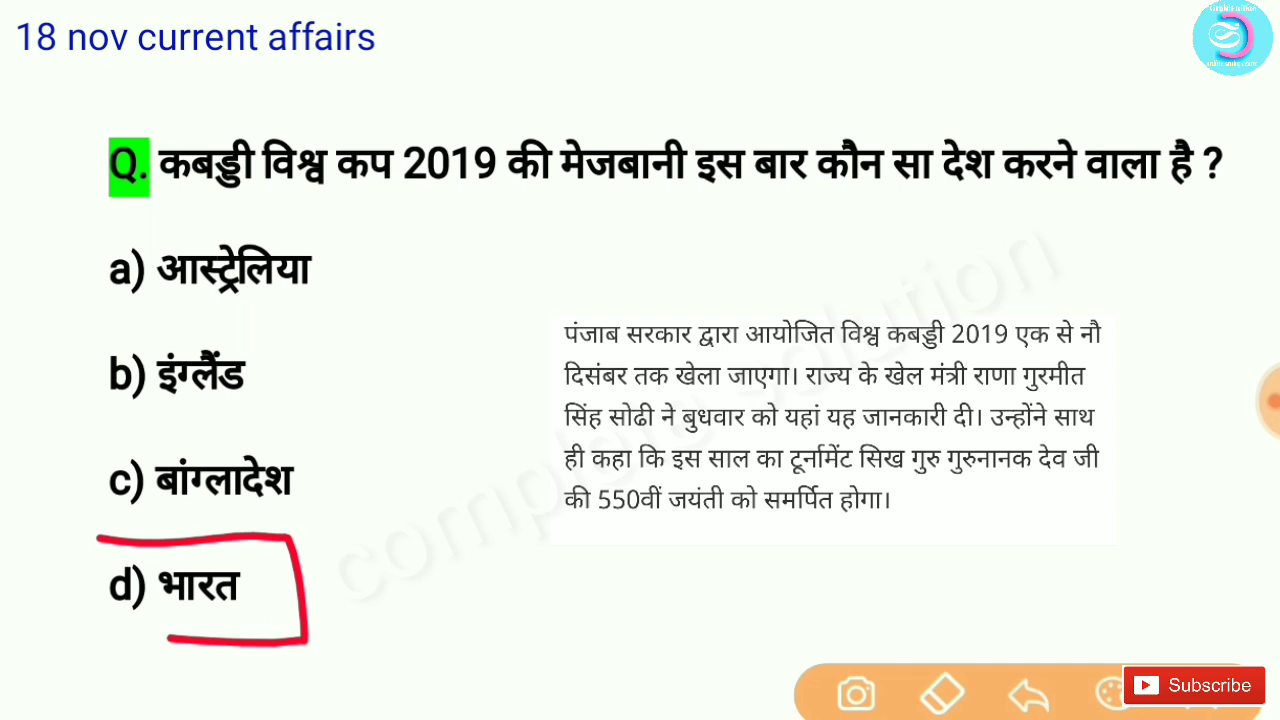 18 nov current affairs
Q. कबड्डी विश्व कप 2019 की मेजबानी इस बार कौन सा देश करने वाला है ?
a) आस्ट्रेलिया
b) इंग्लैंड
c) बांग्लादेश
d) भारत
पंजाब सरकार द्वारा आयोजित विश्व कबड्डी 2019 एक से नौ
दिसंबर तक खेला जाएगा। राज्य के खेल मंत्री राणा गुरमीत
सिंह सोढी ने बुधवार को यहां यह जानकारी दी। उन्होंने साथ
ही कहा कि इस साल का टूर्नामेंट सिख गुरु गुरुनानक देव जी
की 550वीं जयंती को समर्पित होगा।
Subscribe